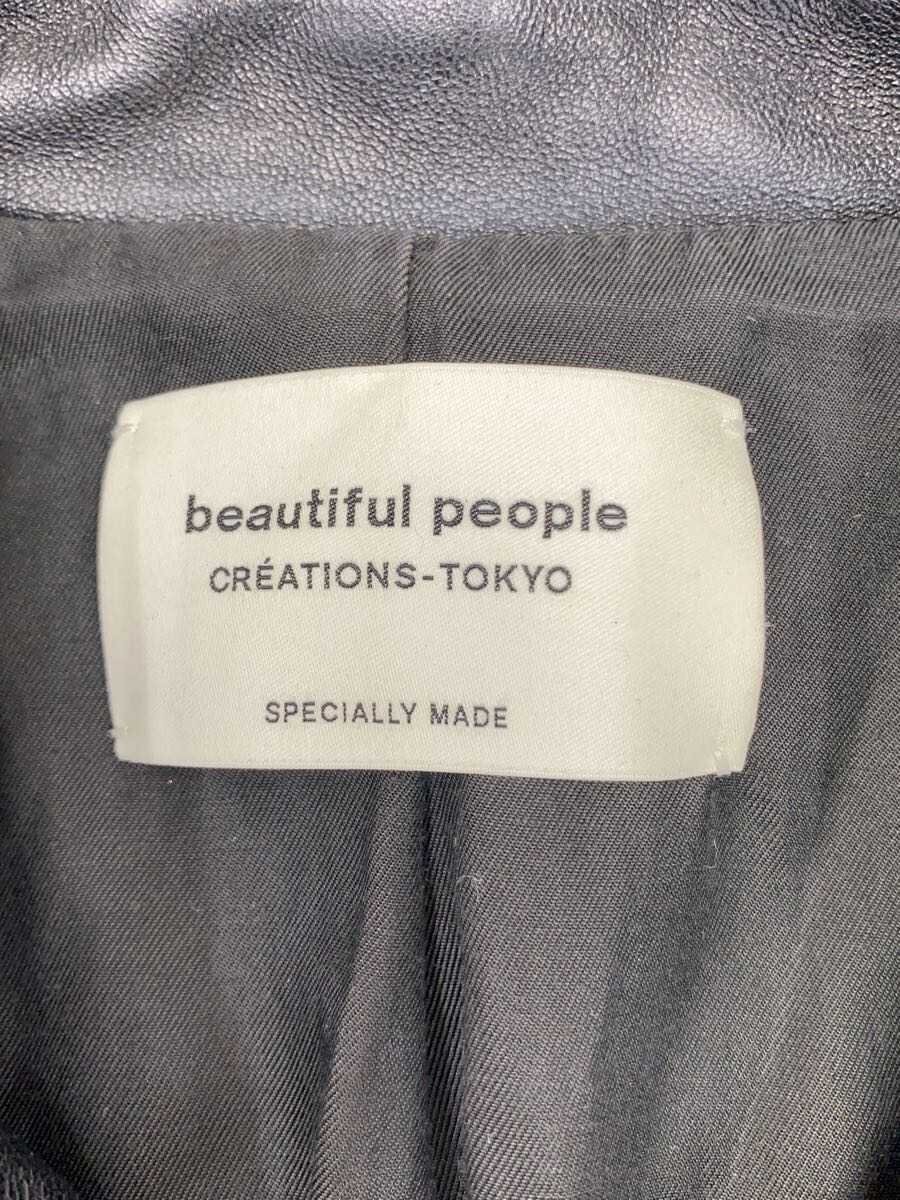 beautiful people
CRÉATIONS-TOKYO
SPECIALLY MADE